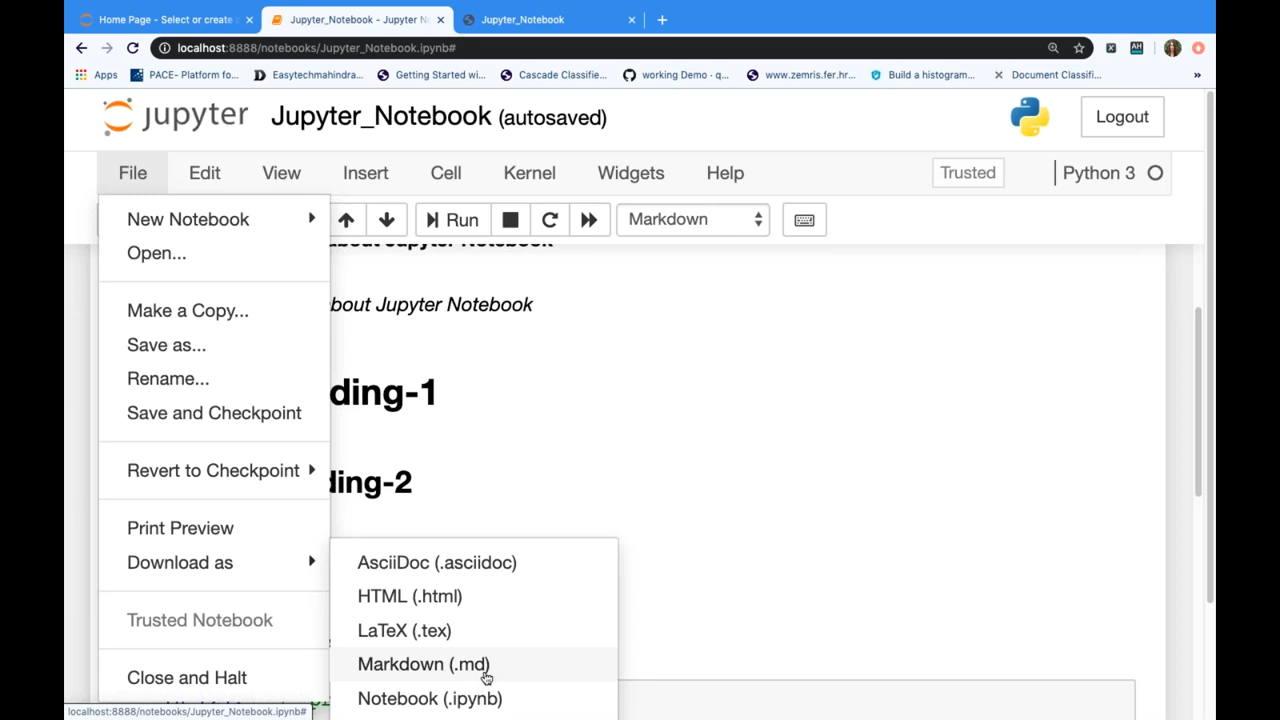 Home Page - Select or create
Jupyter_Notebook - Jupyter N
Jupyter_Notebook
localhost:8888/notebooks/Jupyter_Notebook.ipynb#
Apps
PACE- Platform fo...
Easytechmahindra...
Getting Started wi...
Cascade Classifie...
working Demo · q...
www.zemris.fer.hr...
Build a histogram...
Document Classifi...
»
jupyter
Jupyter_Notebook (autosaved)
Logout
File
Edit
View
Insert
Cell
Kernel
Widgets
Help
Trusted
Python 3
New Notebook
Open...
Make a Copy...
Save as...
Rename...
Save and Checkpoint
Revert to Checkpoint
Print Preview
Download as
Trusted Notebook
Close and Halt
Run
Markdown
about Jupyter Notebook
bout Jupyter Notebook
ding-1
ding-2
AsciiDoc (.asciidoc)
HTML (.html)
LaTeX (.tex)
Markdown (.md)
Notebook (.ipynb)
localhost:8888/notebooks/Jupyter_Notebook.ipynb#